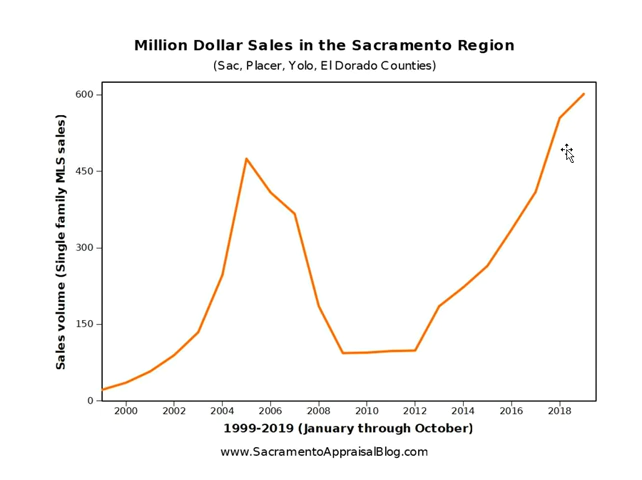 Million Dollar Sales in the Sacramento Region
(Sac, Placer, Yolo, El Dorado Counties)
Sales volume (Single family MLS sales)
600
450
300
150
0
2000 2002 2004 2006 2008 2010 2012 2014 2016 2018
1999-2019 (January through October)
www.SacramentoAppraisalBlog.com